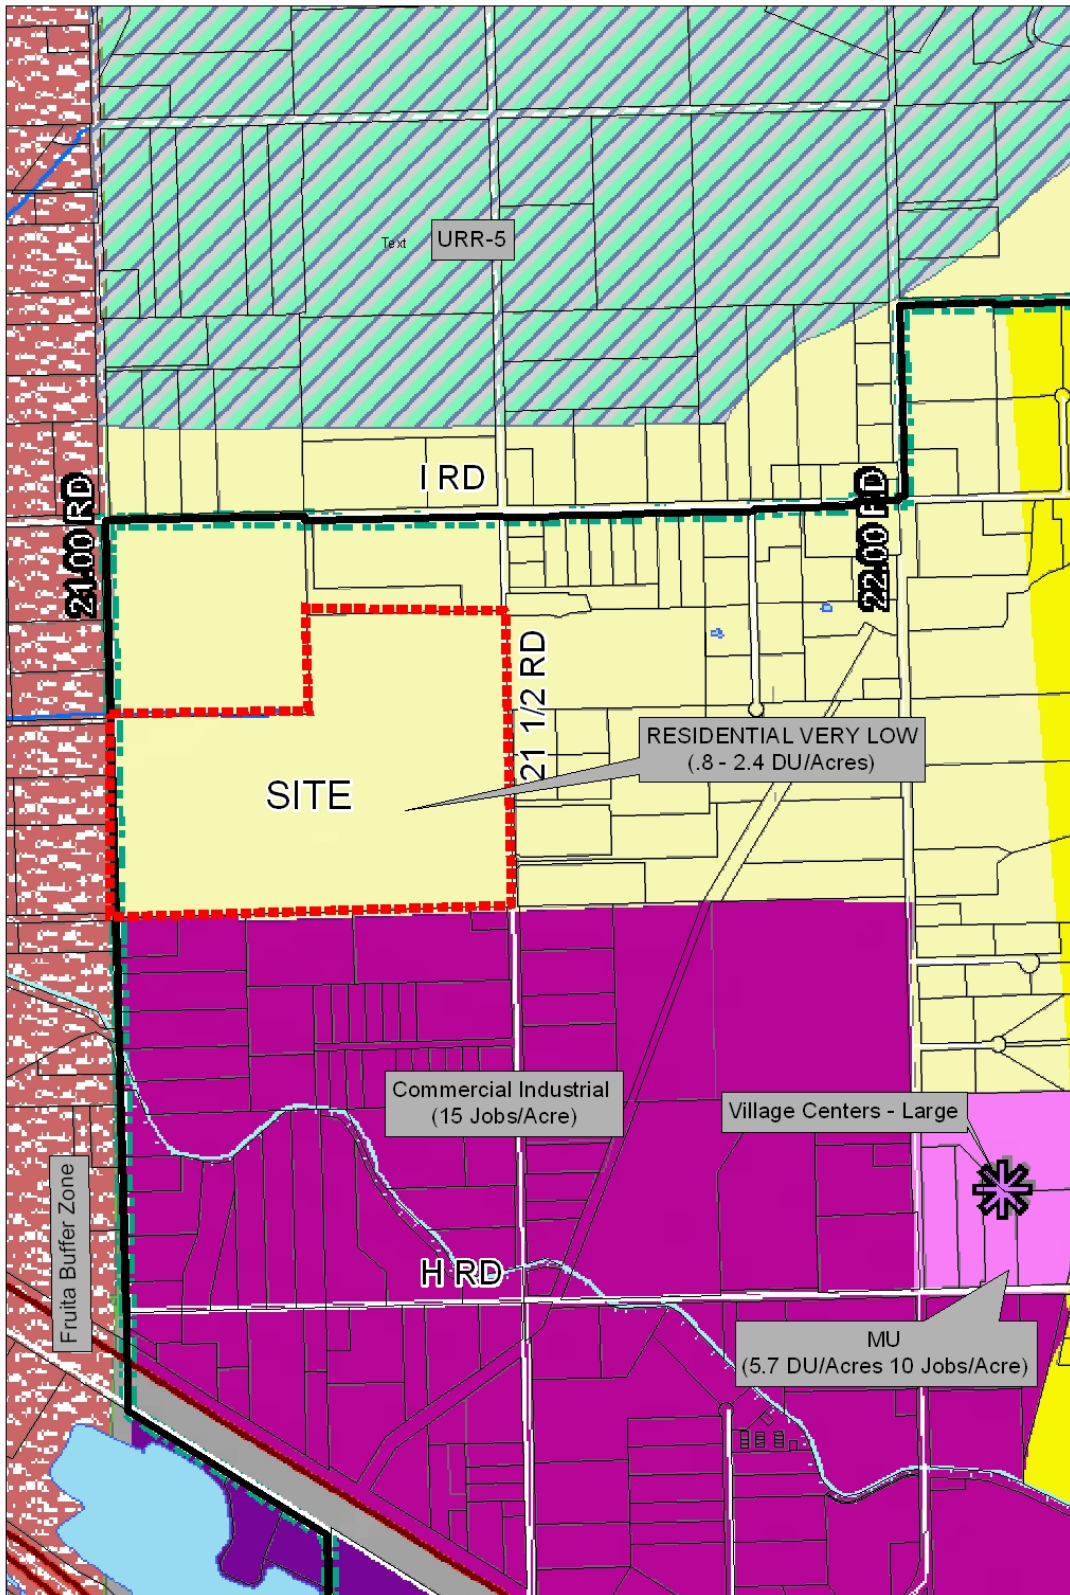 Text
URR-5
I RD
21.00 RD
22.00 RD
21 1/2 RD
RESIDENTIAL VERY LOW
(.8 - 2.4 DU/Acres)
SITE
Commercial Industrial
(15 Jobs/Acre)
Village Centers - Large
Fruita Buffer Zone
H RD
MU
(5.7 DU/Acres 10 Jobs/Acre)